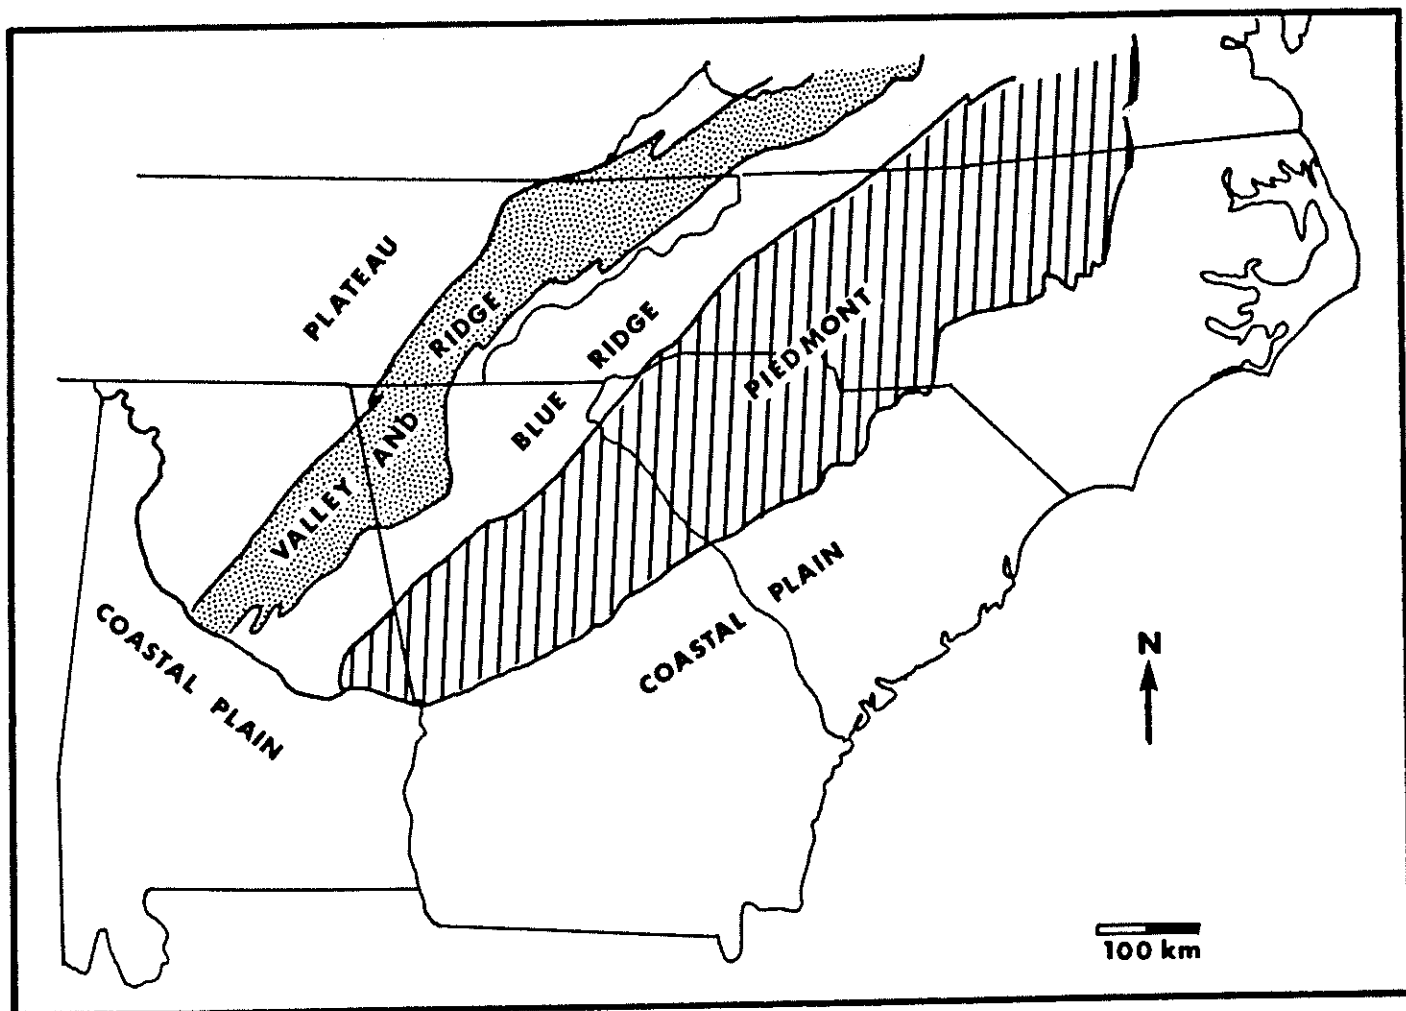 PLATEAU
VALLEY AND RIDGE
BLUE RIDGE
PIEDMONT
COASTAL PLAIN
COASTAL PLAIN
N
100 km